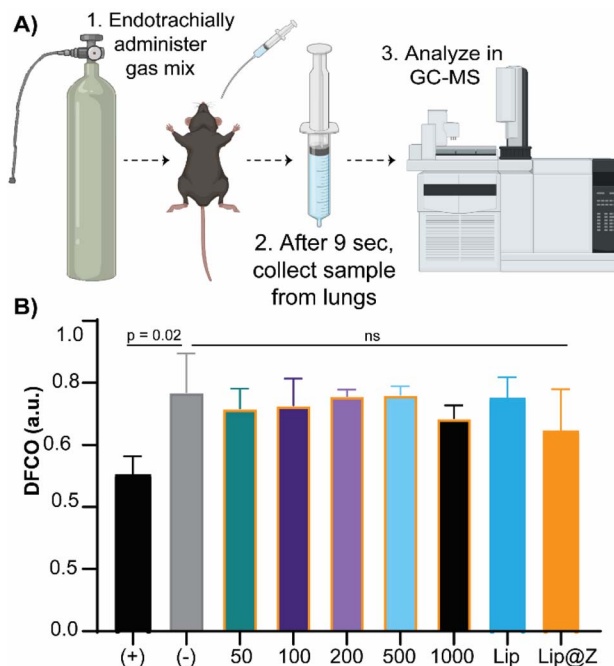 A)
1. Endotrachially
administer
gas mix
3. Analyze in
GC-MS
2. After 9 sec,
collect sample
from lungs
B)
1.0
p = 0.02
ns
0.8
0.6
0.5
0.5
0.0
DFCO (a.u.)
(+) (-) 50 100 200 500 1000 Lip Lip@Z